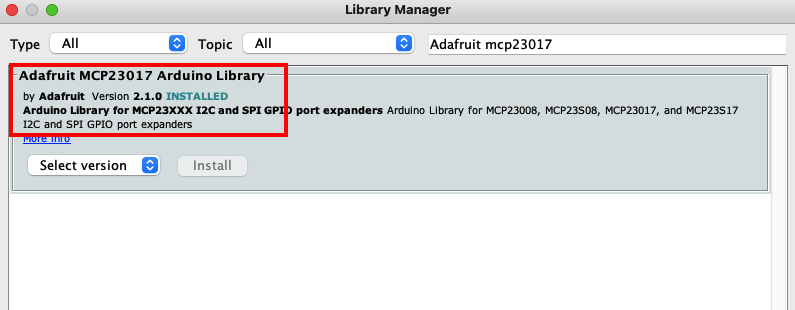 Library Manager
Type All Topic All Adafruit mcp23017
Adafruit MCP23017 Arduino Library
by Adafruit Version 2.1.0 INSTALLED
Arduino Library for MCP23XXX I2C and SPI GPIO port expanders Arduino Library for MCP23008, MCP23S08, MCP23017, and MCP23S17
I2C and SPI GPIO port expanders
More info
Select version Install